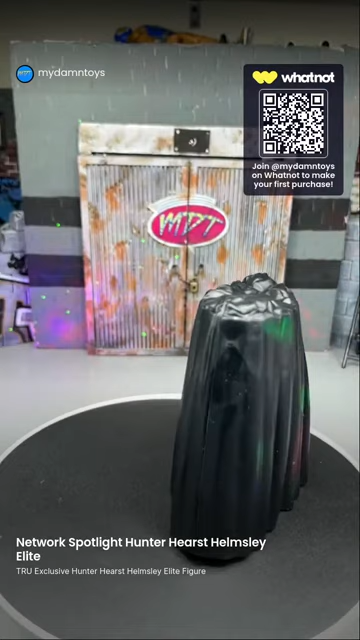 mydamntoys
whatnot
Join @mydamntoys
on Whatnot to make
your first purchase!
MDT
Network Spotlight Hunter Hearst Helmsley
Elite
TRU Exclusive Hunter Hearst Helmsley Elite Figure